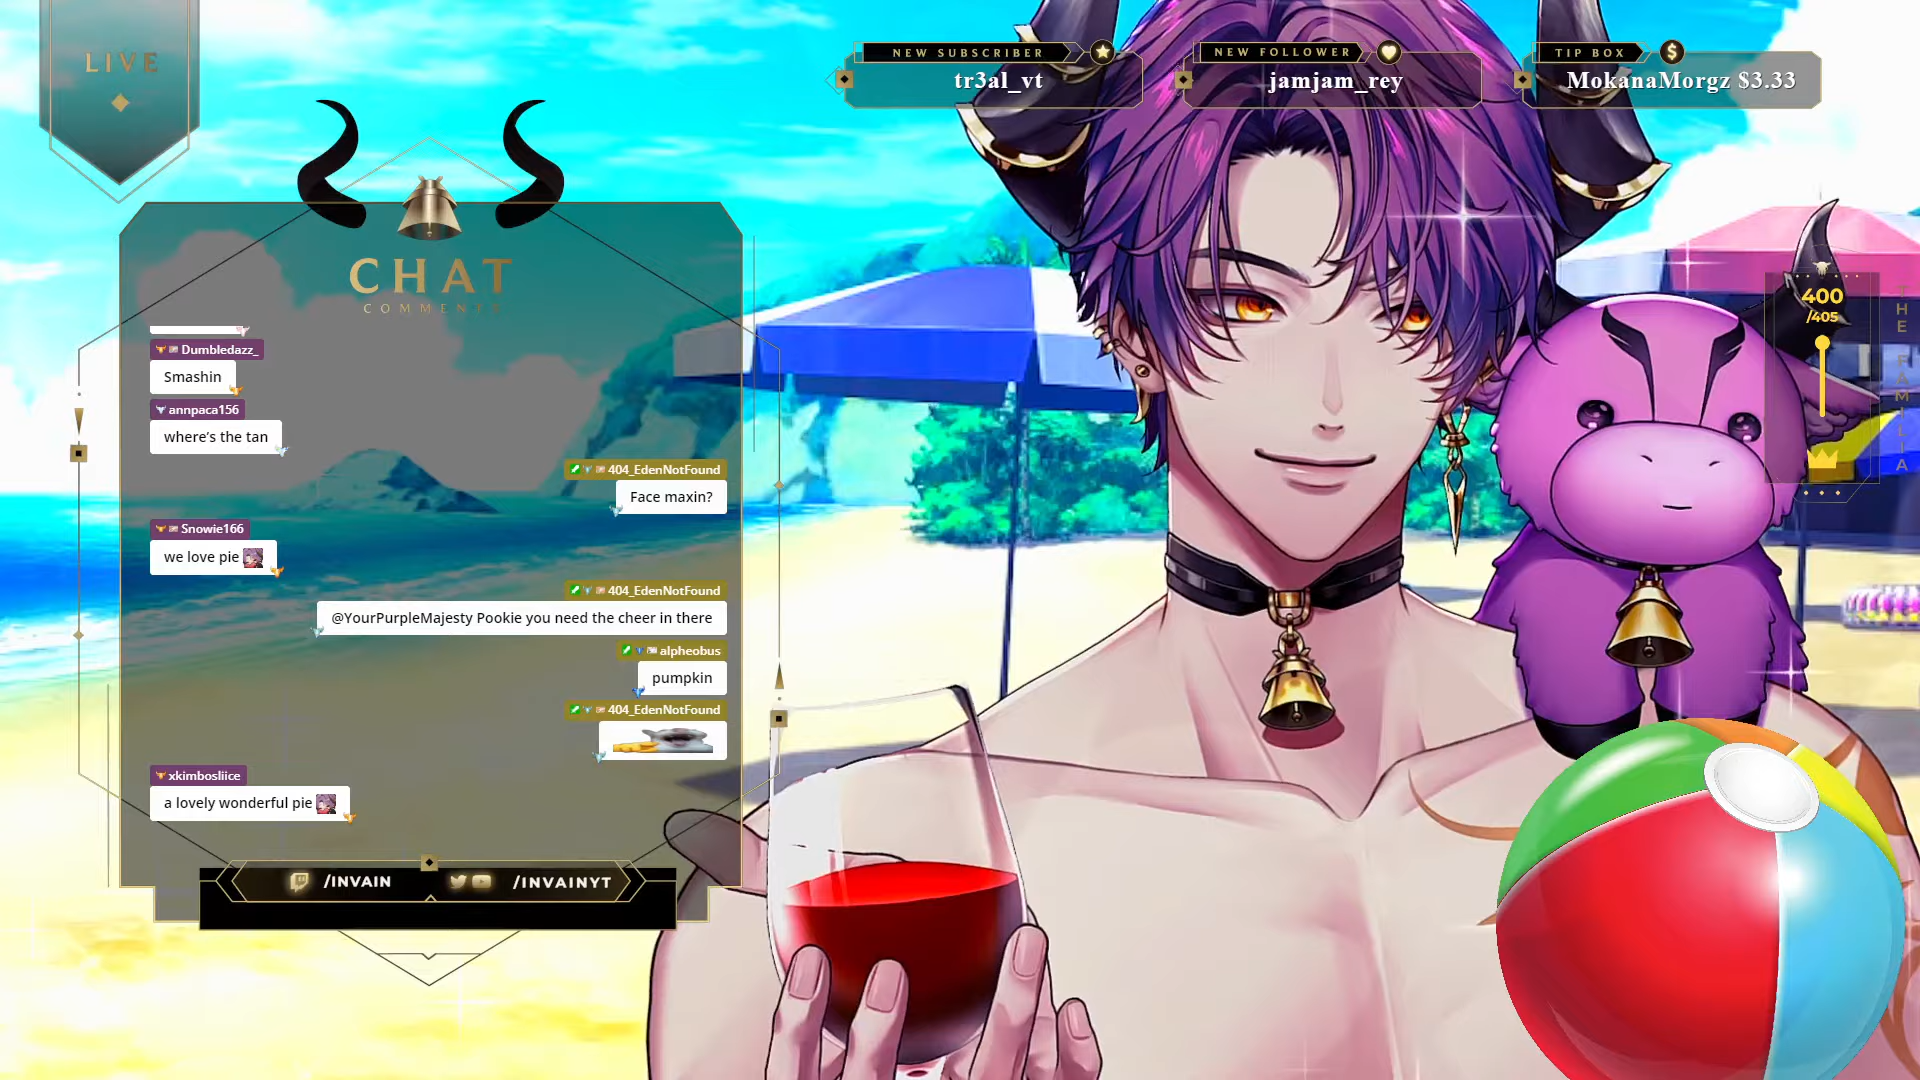 LIVE
NEW SUBSCRIBER
tr3al_vt
NEW FOLLOWER
jamjam_rey
TIP BOX
MokanaMorgz $3.33
CHAT
COMMENTS
Dumbledazz_
Smashin
annpaca156
where's the tan
404_EdenNotFound
Face maxin?
Snowie166
we love pie
404_EdenNotFound
@YourPurpleMajesty Pookie you need the cheer in there
alpheobus
pumpkin
404_EdenNotFound
xkimbosliice
a lovely wonderful pie
/INVAIN
/INVAINYT
400
/405
THE FAMILIA